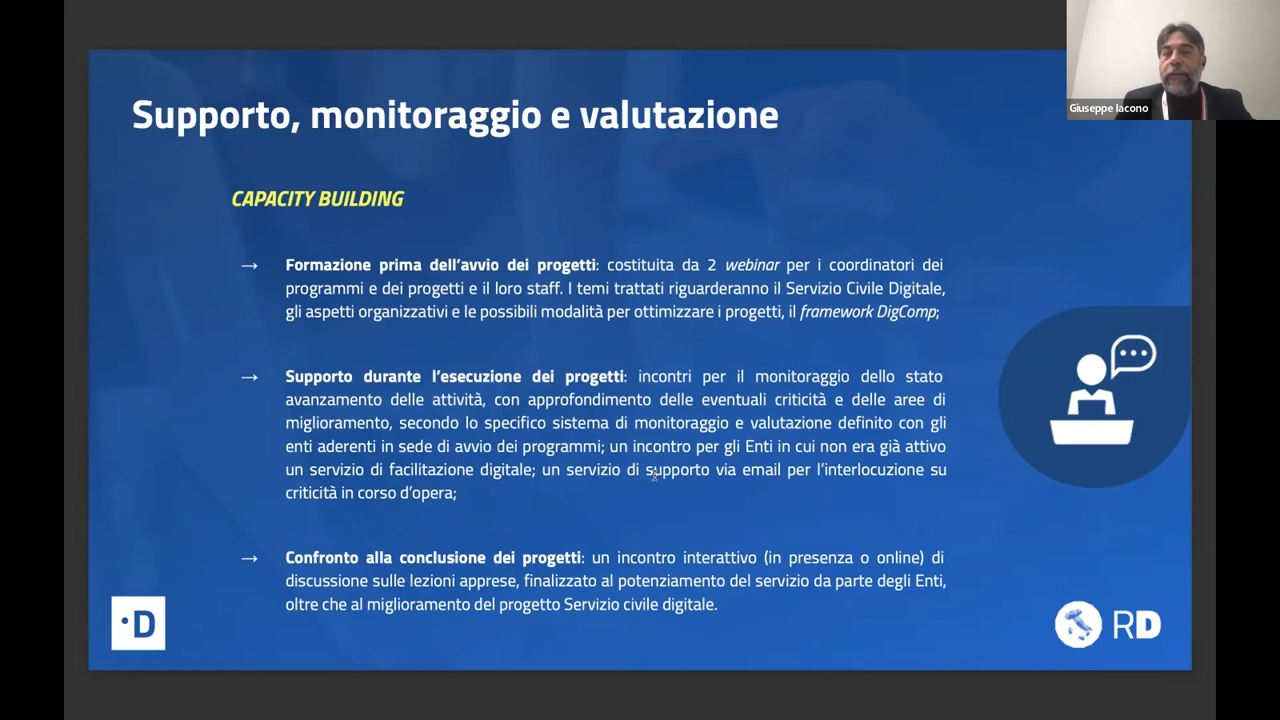 Supporto, monitoraggio e valutazione
Giuseppe Iacono
CAPACITY BUILDING
→ Formazione prima dell'avvio dei progetti: costituita da 2 webinar per i coordinatori dei
programmi e dei progetti e il loro staff. I temi trattati riguarderanno il Servizio Civile Digitale,
gli aspetti organizzativi e le possibili modalità per ottimizzare i progetti, il framework DigComp;
→ Supporto durante l'esecuzione dei progetti: incontri per il monitoraggio dello stato
avanzamento delle attività, con approfondimento delle eventuali criticità e delle aree di
miglioramento, secondo lo specifico sistema di monitoraggio e valutazione definito con gli
enti aderenti in sede di avvio dei programmi; un incontro per gli Enti in cui non era già attivo
un servizio di facilitazione digitale; un servizio di supporto via email per l'interlocuzione su
criticità in corso d'opera;
→ Confronto alla conclusione dei progetti: un incontro interattivo (in presenza o online) di
discussione sulle lezioni apprese, finalizzato al potenziamento del servizio da parte degli Enti,
oltre che al miglioramento del progetto Servizio civile digitale.
·D
RD